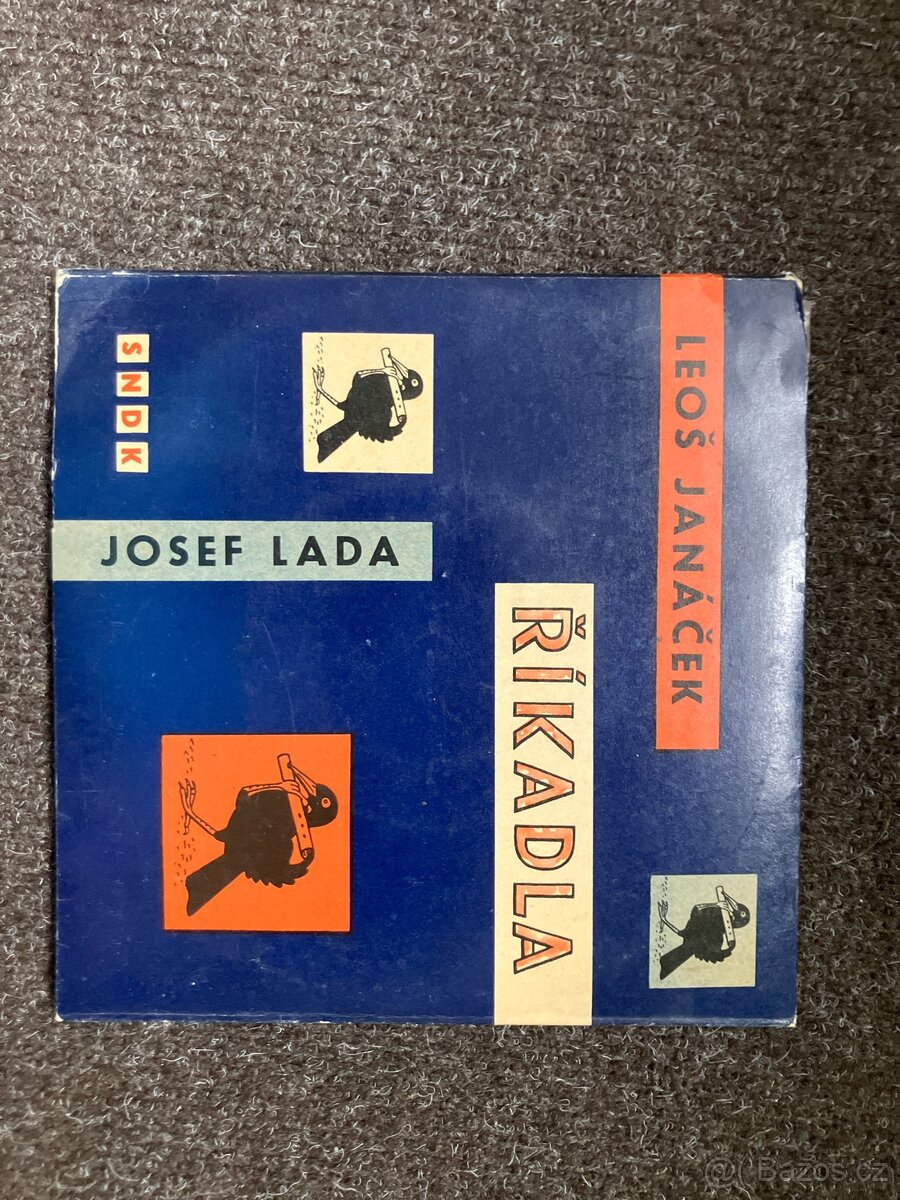 LEOŠ JANÁČEK
ŘÍKADLA
JOSEF LADA
SNDK
@ Bazos.cz